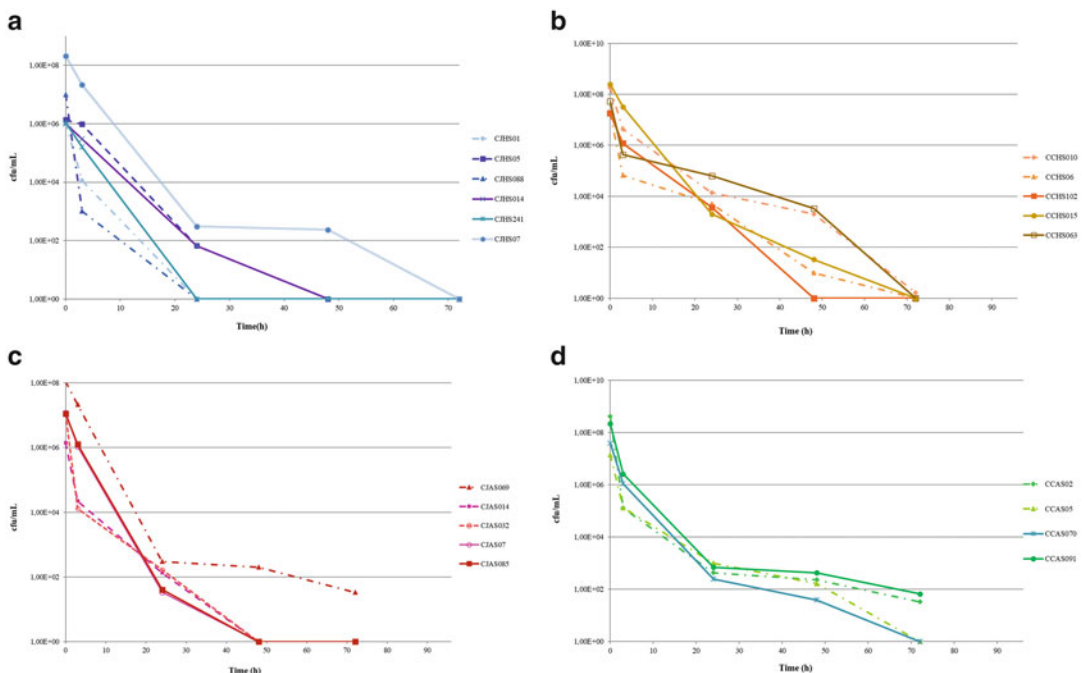 a
1,00E+08
1,00E+06
1,00E+04
1,00E+02
1,00E+00
cfu/mL
0 10 20 30 40 50 60 70
Time(h)
CJHS01
CJHS05
CJHS088
CJHS014
CJHS241
CJHS07
b
1,00E+10
1,00E+08
1,00E+06
1,00E+04
1,00E+02
1,00E+00
cfu/mL
0 10 20 30 40 50 60 70 80 90
Time (h)
CCHS010
CCHS06
CCHS102
CCHS015
CCHS063
c
1,00E+08
1,00E+06
1,00E+04
1,00E+02
1,00E+00
cfu/mL
0 10 20 30 40 50 60 70 80 90
Time (h)
CJAS069
CJAS014
CJAS032
CJAS07
CJAS085
d
1,00E+10
1,00E+08
1,00E+06
1,00E+04
1,00E+02
1,00E+00
cfu/mL
0 10 20 30 40 50 60 70 80 90
Time (h)
CCAS02
CCAS05
CCAS070
CCAS091